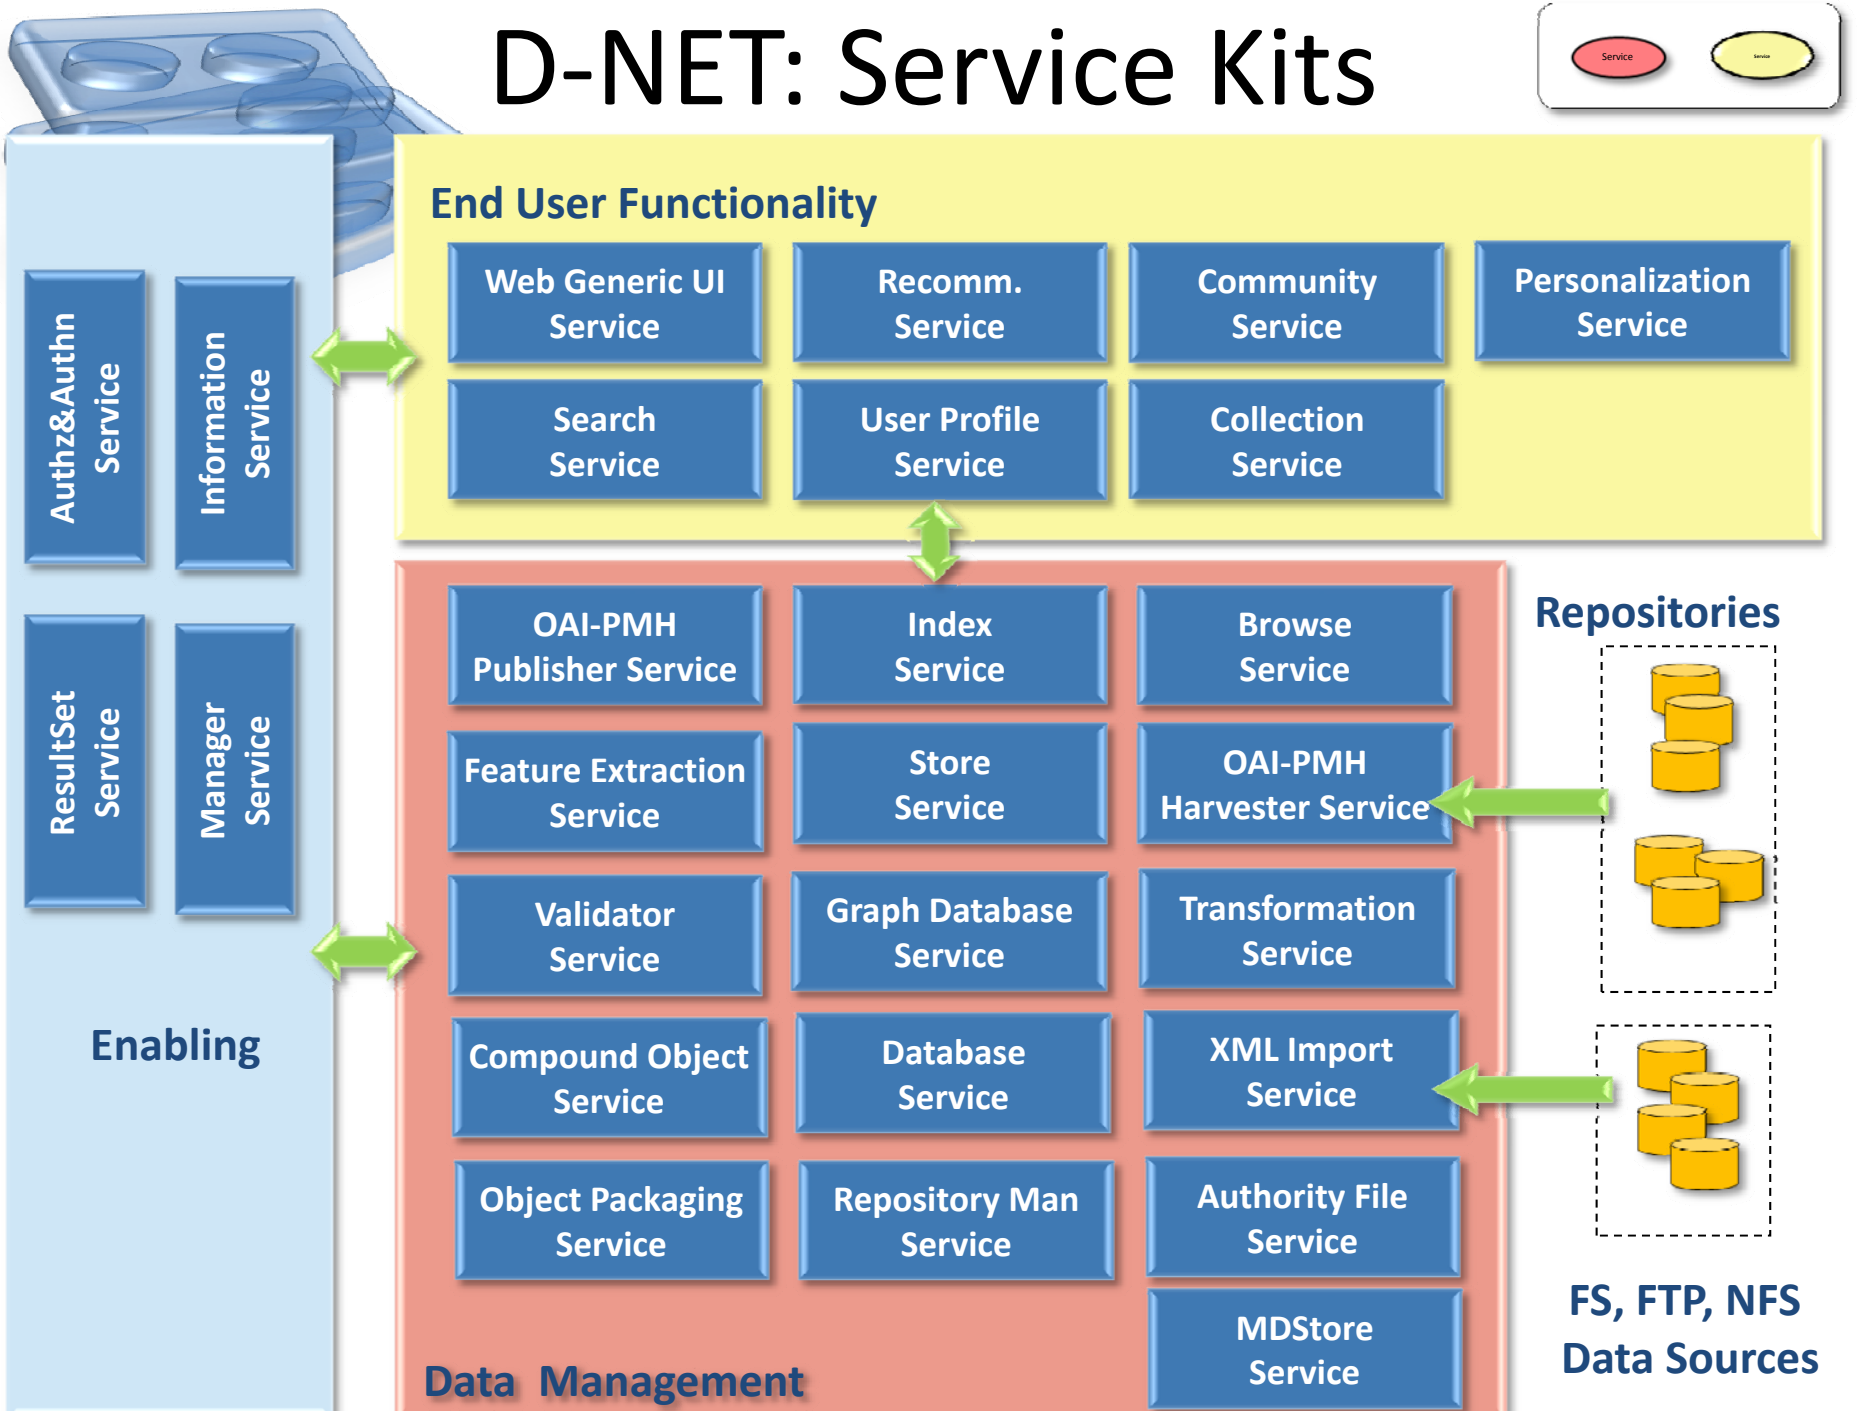 D-NET: Service Kits
Service
Service
End User Functionality
Web Generic UI
Service
Recomm.
Service
Community
Service
Personalization
Service
Search
Service
User Profile
Service
Collection
Service
Authz&Authn
Service
Information
Service
ResultSet
Service
Manager
Service
Enabling
OAI-PMH
Publisher Service
Index
Service
Browse
Service
Feature Extraction
Service
Store
Service
OAI-PMH
Harvester Service
Validator
Service
Graph Database
Service
Transformation
Service
Compound Object
Service
Database
Service
XML Import
Service
Object Packaging
Service
Repository Man
Service
Authority File
Service
MDStore
Service
Data Management
Repositories
FS, FTP, NFS
Data Sources